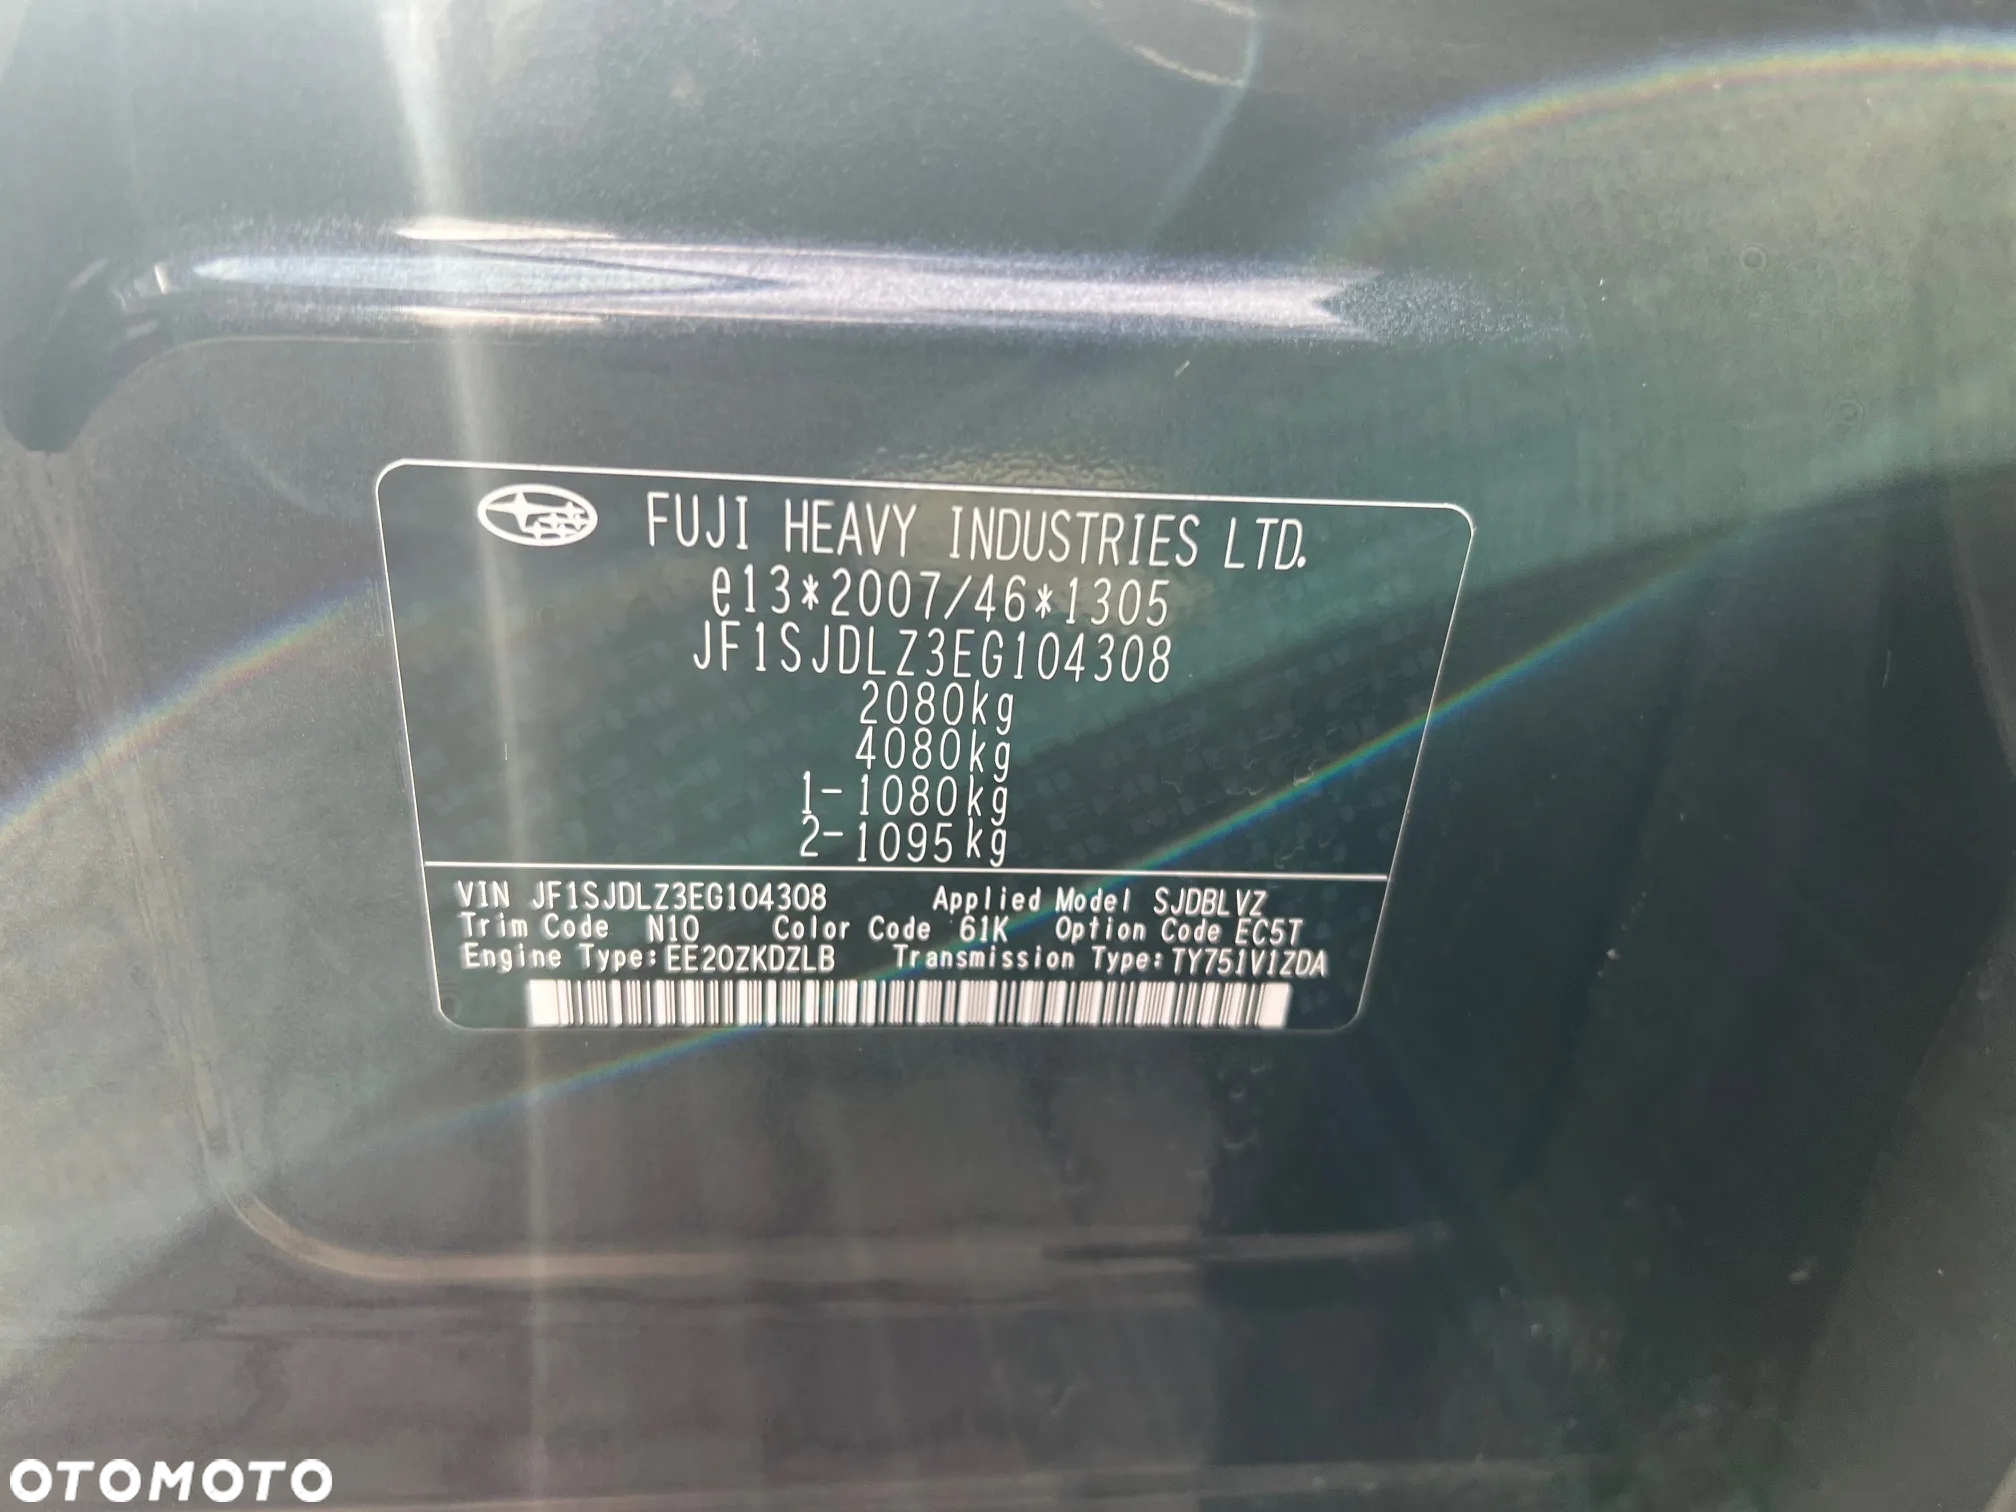 FUJI HEAVY INDUSTRIES LTD.
e13*2007/46*1305
JF1SJDLZ3EG104308
2080kg
4080kg
1-1080kg
2-1095kg
VIN JF1SJDLZ3EG104308 Applied Model SJDBLVZ
Trim Code N10 Color Code 61K Option Code EC5T
Engine Type: EE20ZKDZLB Transmission Type: TY751V1ZDA
OTOMOTO